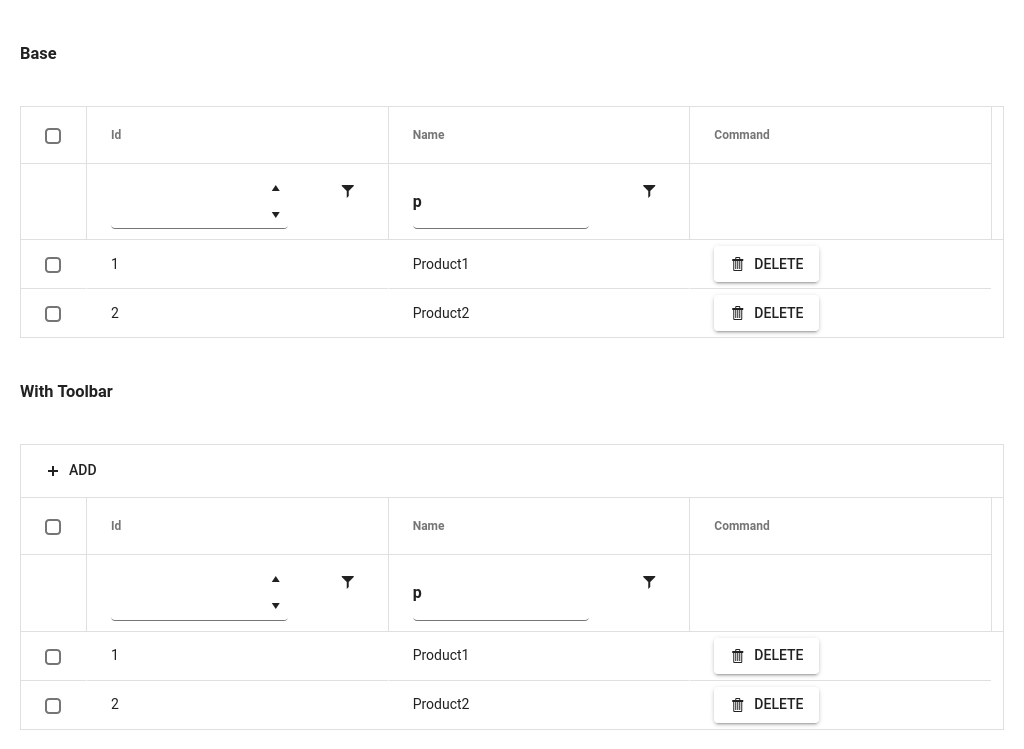 Base
Id Name Command
p
1 Product1 DELETE
2 Product2 DELETE
With Toolbar
ADD
Id Name Command
p
1 Product1 DELETE
2 Product2 DELETE